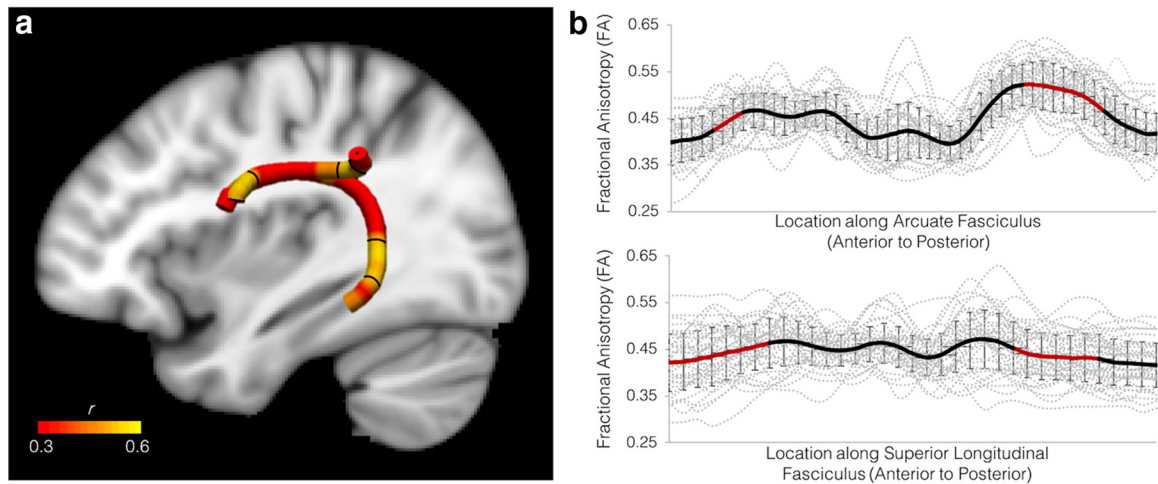 a
r
0.3 0.6
b
Fractional Anisotropy (FA)
0.65
0.55
0.45
0.35
0.25
Location along Arcuate Fasciculus
(Anterior to Posterior)
Fractional Anisotropy (FA)
0.65
0.55
0.45
0.35
0.25
Location along Superior Longitudinal
Fasciculus (Anterior to Posterior)